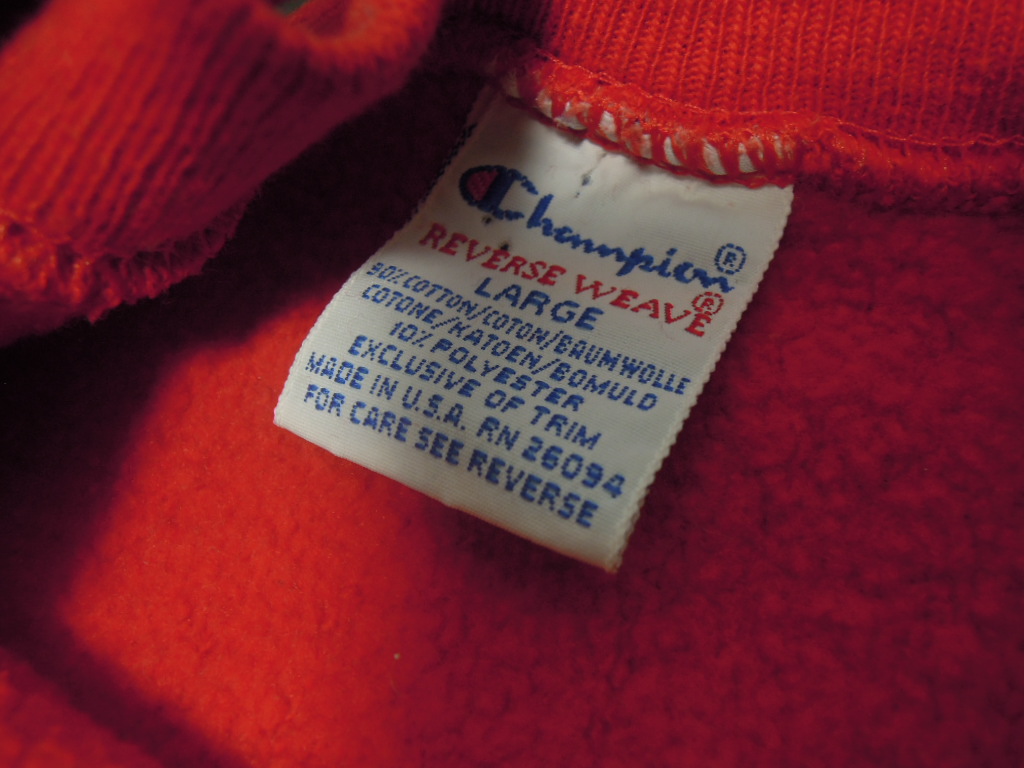 Champion®
REVERSE WEAVE®
LARGE
90% COTTON/COTON/BAUMWOLLE
COTONE/KATOEN/BOMULD
10% POLYESTER
EXCLUSIVE OF TRIM
MADE IN U.S.A. RN 26094
FOR CARE SEE REVERSE